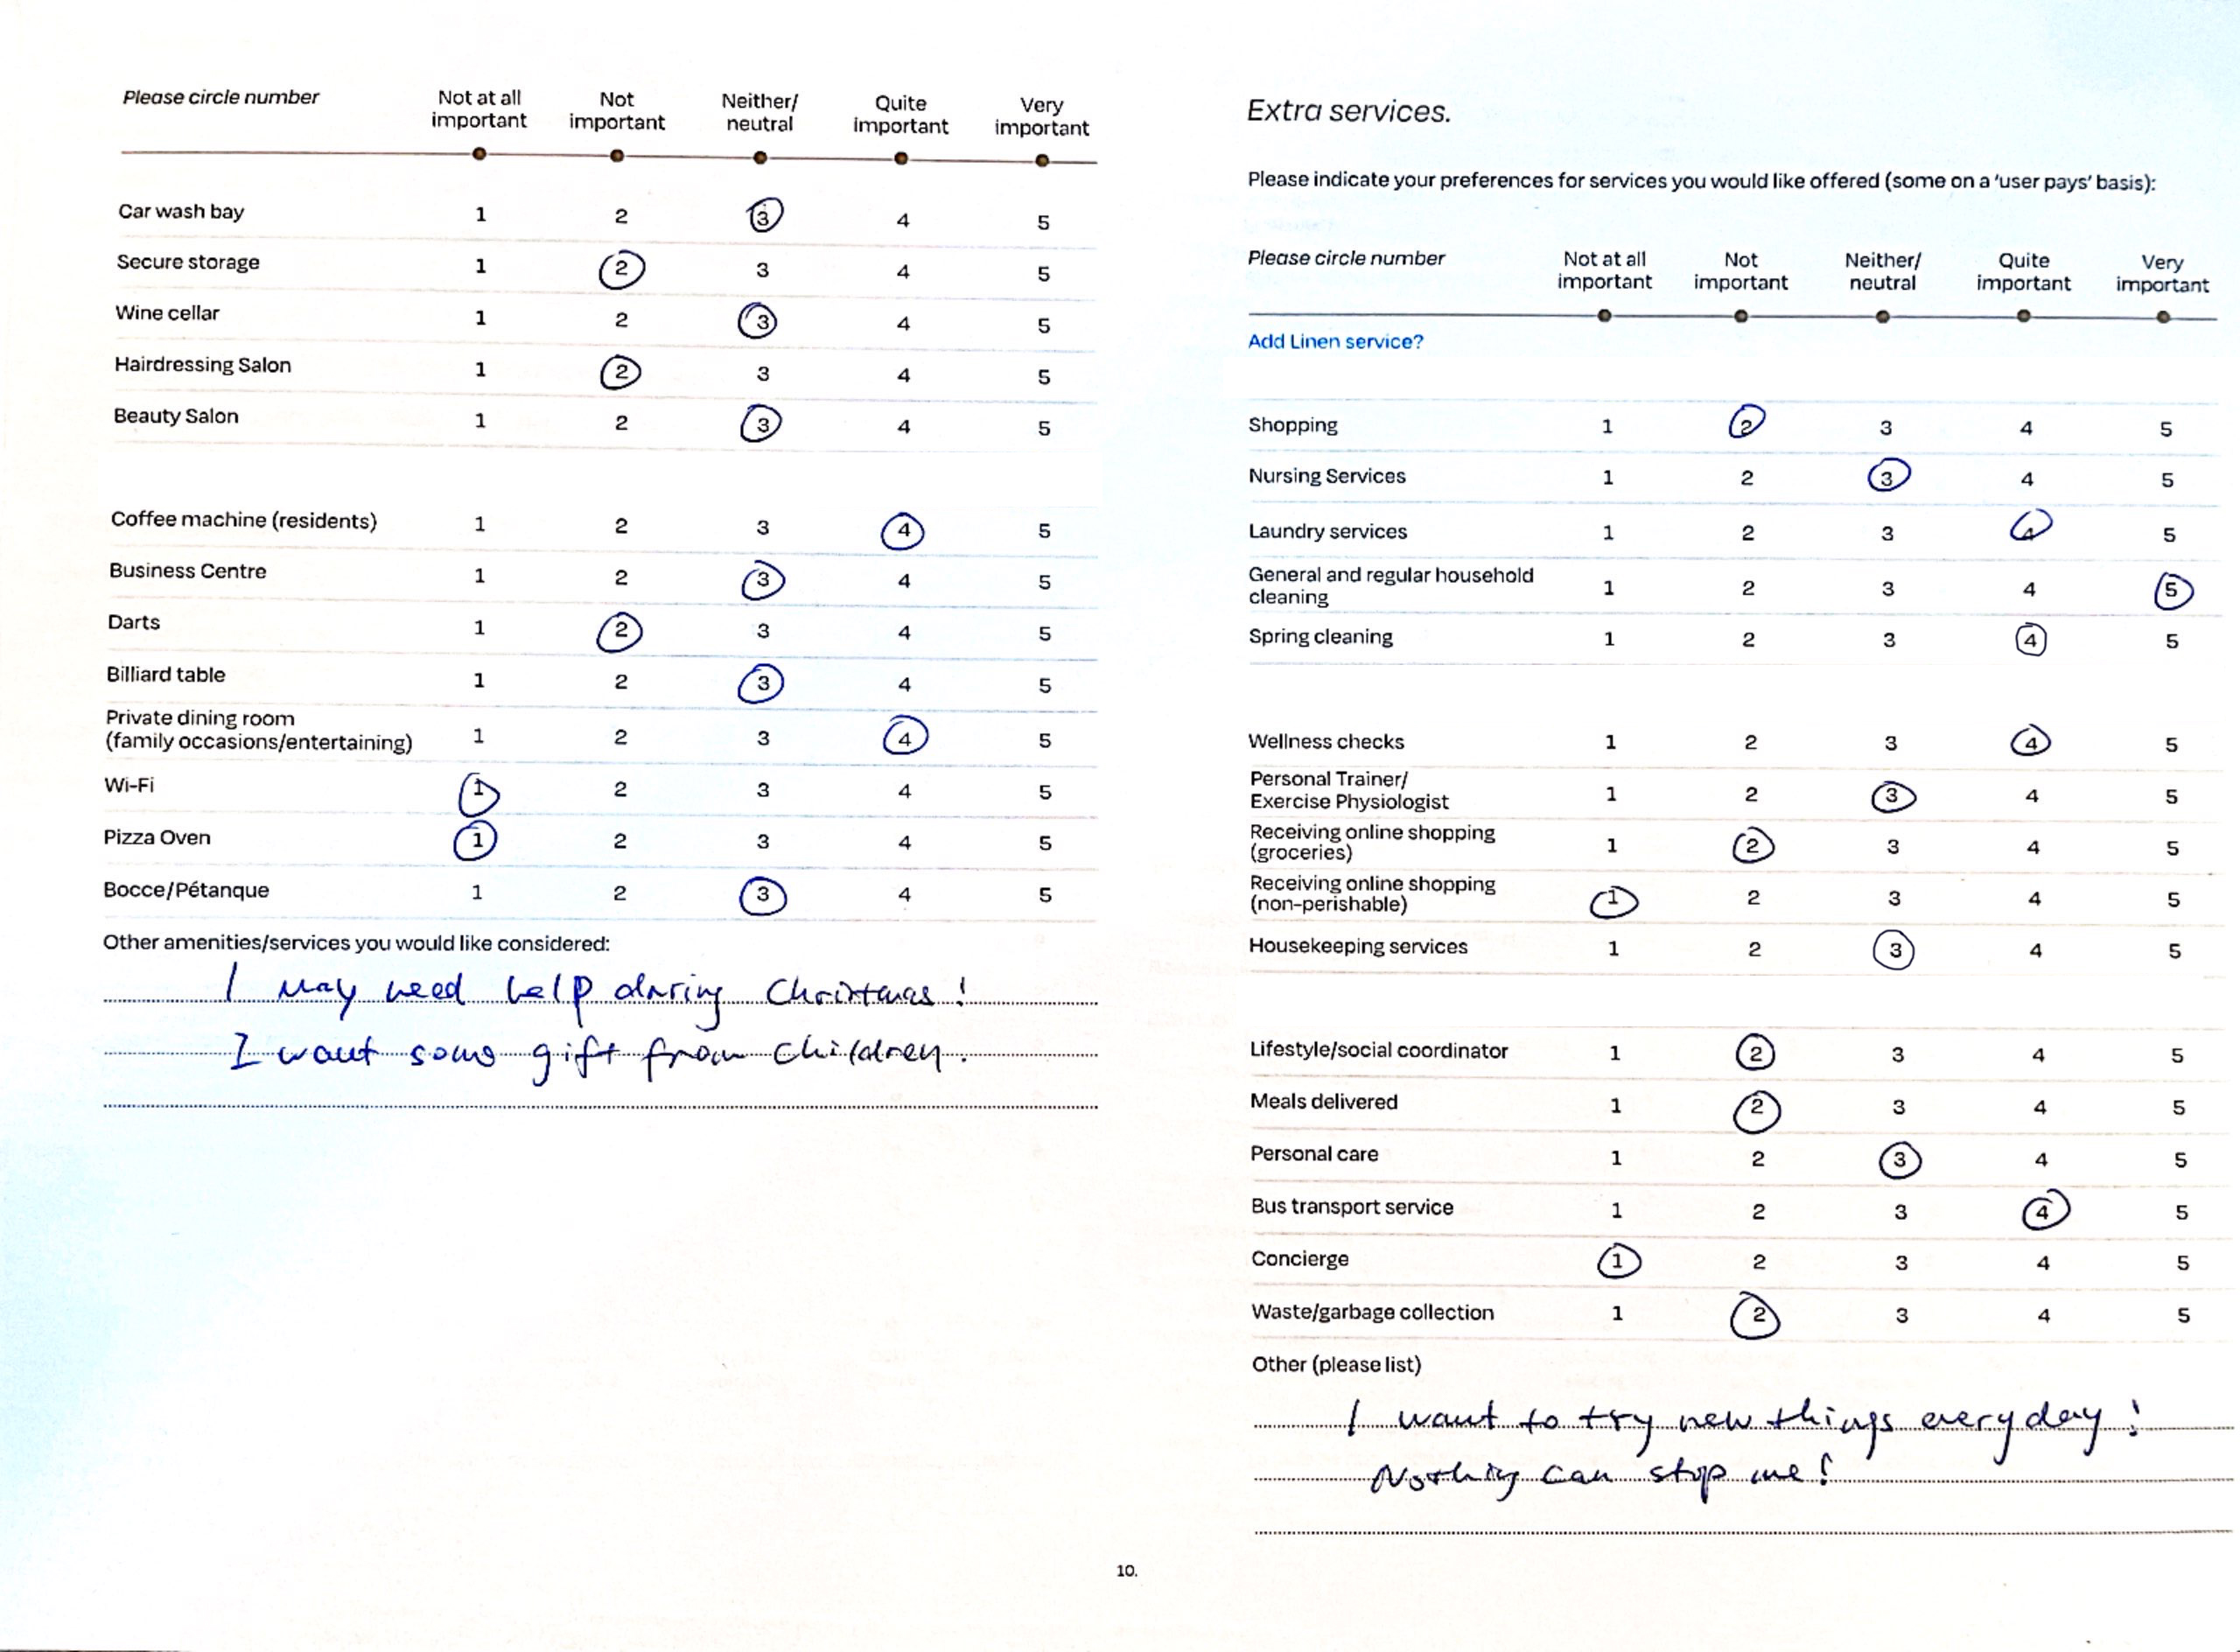 Please circle number Not at all important Not important Neither/ neutral Quite important Very important
Car wash bay 1 2 3 4 5
Secure storage 1 2 3 4 5
Wine cellar 1 2 3 4 5
Hairdressing Salon 1 2 3 4 5
Beauty Salon 1 2 3 4 5
Coffee machine (residents) 1 2 3 4 5
Business Centre 1 2 3 4 5
Darts 1 2 3 4 5
Billiard table 1 2 3 4 5
Private dining room
(family occasions/entertaining) 1 2 3 4 5
Wi-Fi 1 2 3 4 5
Pizza Oven 1 2 3 4 5
Bocce/Pétanque 1 2 3 4 5
Other amenities/services you would like considered:
I may need help during Christmas!
I want some gift from children.
Extra services.
Please indicate your preferences for services you would like offered (some on a 'user pays' basis):
Please circle number Not at all important Not important Neither/ neutral Quite important Very important
Add Linen service?
Shopping 1 2 3 4 5
Nursing Services 1 2 3 4 5
Laundry services 1 2 3 4 5
General and regular household
cleaning 1 2 3 4 5
Spring cleaning 1 2 3 4 5
Wellness checks 1 2 3 4 5
Personal Trainer/
Exercise Physiologist 1 2 3 4 5
Receiving online shopping
(groceries) 1 2 3 4 5
Receiving online shopping
(non-perishable) 1 2 3 4 5
Housekeeping services 1 2 3 4 5
Lifestyle/social coordinator 1 2 3 4 5
Meals delivered 1 2 3 4 5
Personal care 1 2 3 4 5
Bus transport service 1 2 3 4 5
Concierge 1 2 3 4 5
Waste/garbage collection 1 2 3 4 5
Other (please list)
I want to try new things everyday!
Nothing can stop me!
10.